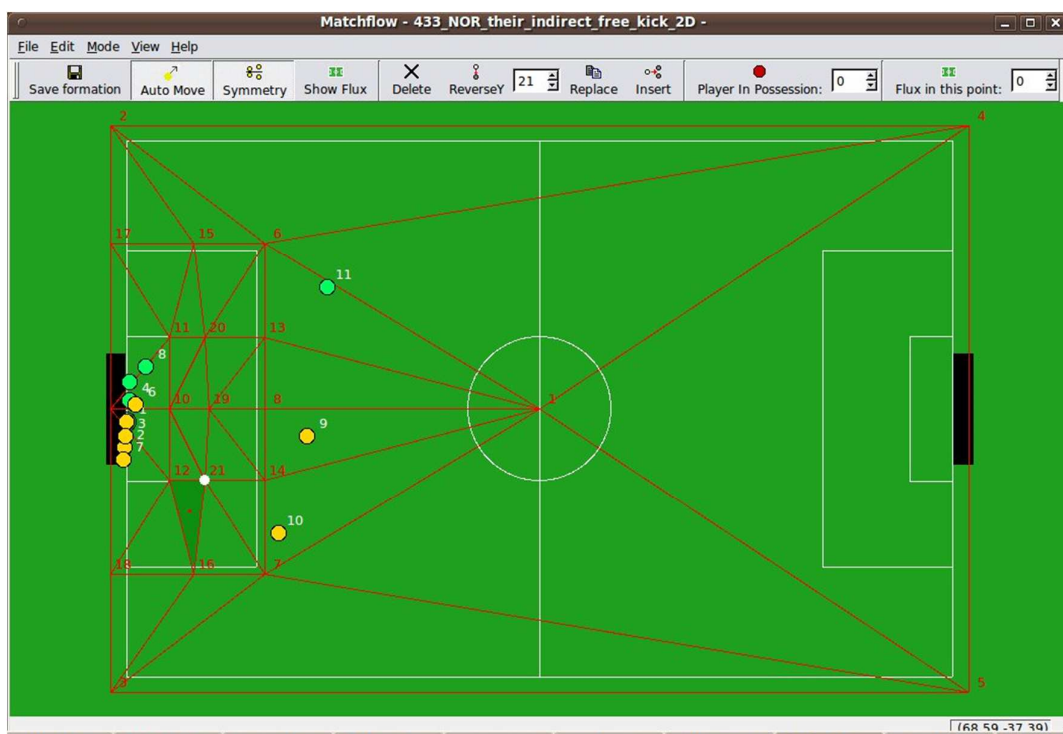 Matchflow - 433_NOR_their_indirect_free_kick_2D -
File Edit Mode View Help
Save formation Auto Move Symmetry Show Flux Delete ReverseY 21 Replace Insert Player In Possession: 0 Flux in this point: 0
2 4
17 15 6
11
11 20 13
8
4 6
10 19 8 1
1
3
9
2
7
12 21 14
10
18 16 7
3 5
(68.59 -37.39)